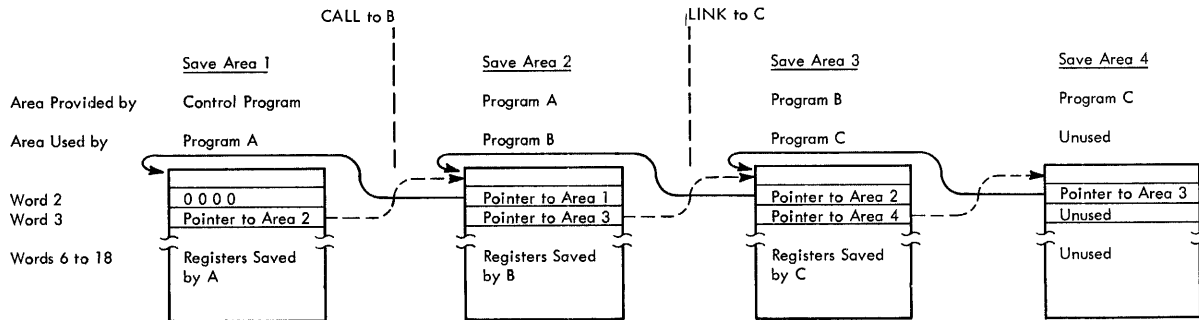 CALL to B LINK to C
Save Area 1 Save Area 2 Save Area 3 Save Area 4
Area Provided by Control Program Program A Program B Program C
Area Used by Program A Program B Program C Unused
Word 2 0 0 0 0 Pointer to Area 1 Pointer to Area 2 Pointer to Area 3
Word 3 Pointer to Area 2 Pointer to Area 3 Pointer to Area 4 Unused
Words 6 to 18 Registers Saved Registers Saved Registers Saved Unused
by A by B by C